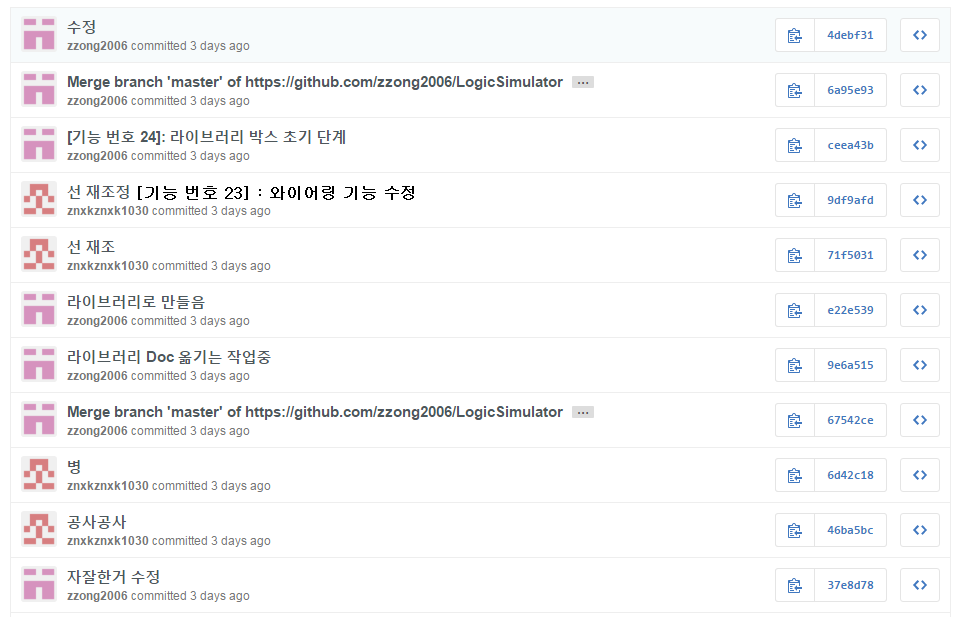 수정
zzong2006 committed 3 days ago
4debf31
Merge branch 'master' of https://github.com/zzong2006/LogicSimulator ...
zzong2006 committed 3 days ago
6a95e93
[기능 번호 24]: 라이브러리 박스 초기 단계
zzong2006 committed 3 days ago
ceea43b
선 재조정 [기능 번호 23] : 와이어링 기능 수정
znxkznxk1030 committed 3 days ago
9df9afd
선 재조
znxkznxk1030 committed 3 days ago
71f5031
라이브러리로 만들음
zzong2006 committed 3 days ago
e22e539
라이브러리 Doc 옮기는 작업중
zzong2006 committed 3 days ago
9e6a515
Merge branch 'master' of https://github.com/zzong2006/LogicSimulator ...
zzong2006 committed 3 days ago
67542ce
병
znxkznxk1030 committed 3 days ago
6d42c18
공사공사
znxkznxk1030 committed 3 days ago
46ba5bc
자잘한거 수정
zzong2006 committed 3 days ago
37e8d78